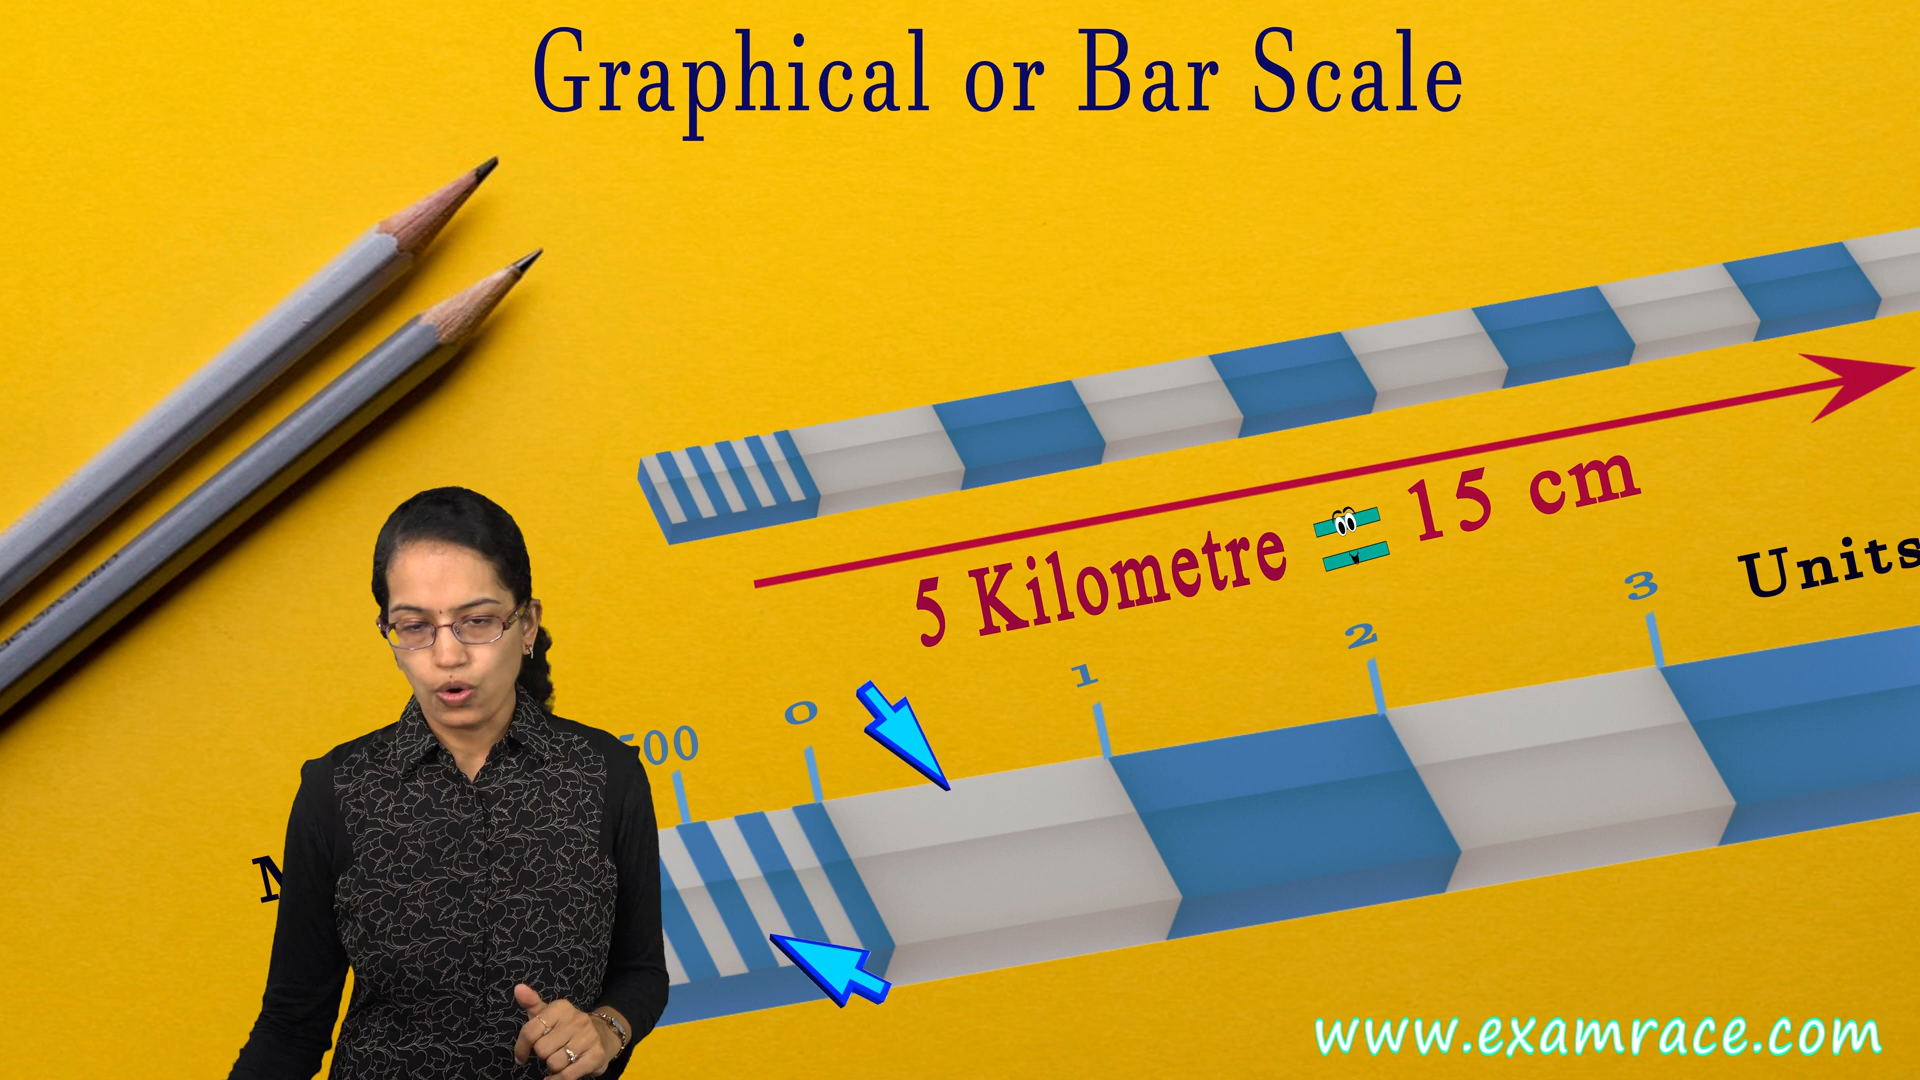 Graphical or Bar Scale
5 Kilometre = 15 cm
Units
500 0 1 2 3
www.examrace.com